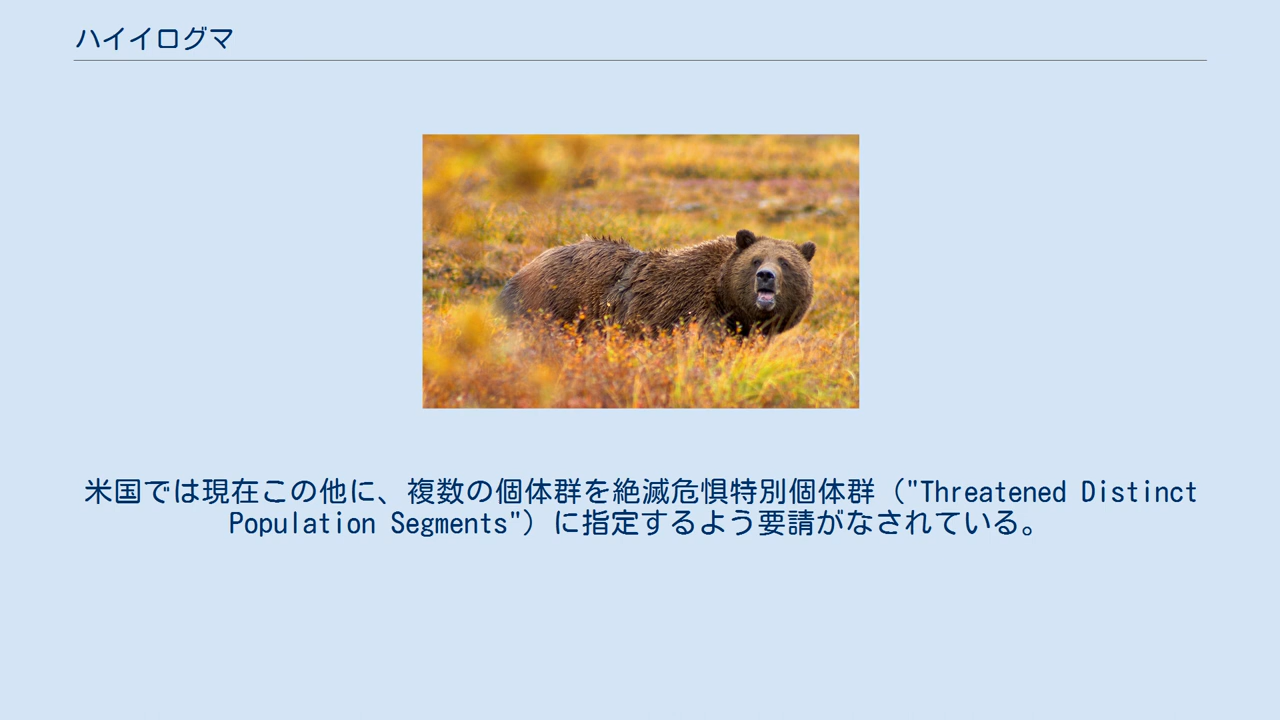 ハイイログマ
米国では現在この他に、複数の個体群を絶滅危惧特別個体群（"Threatened Distinct
Population Segments"）に指定するよう要請がなされている。